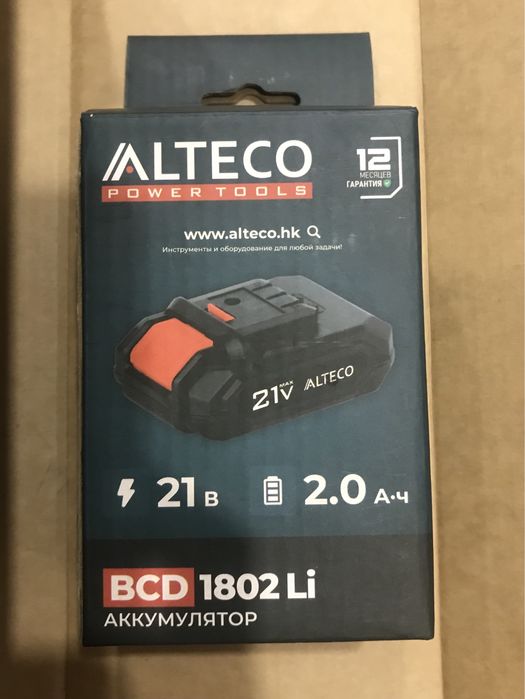 ALTECO
POWER TOOLS
12
МЕСЯЦЕВ
ГАРАНТИЯ
www.alteco.hk
Инструменты и оборудование для любой задачи!
21V MAX ALTECO
21 В
2.0 А·ч
BCD 1802 Li
АККУМУЛЯТОР